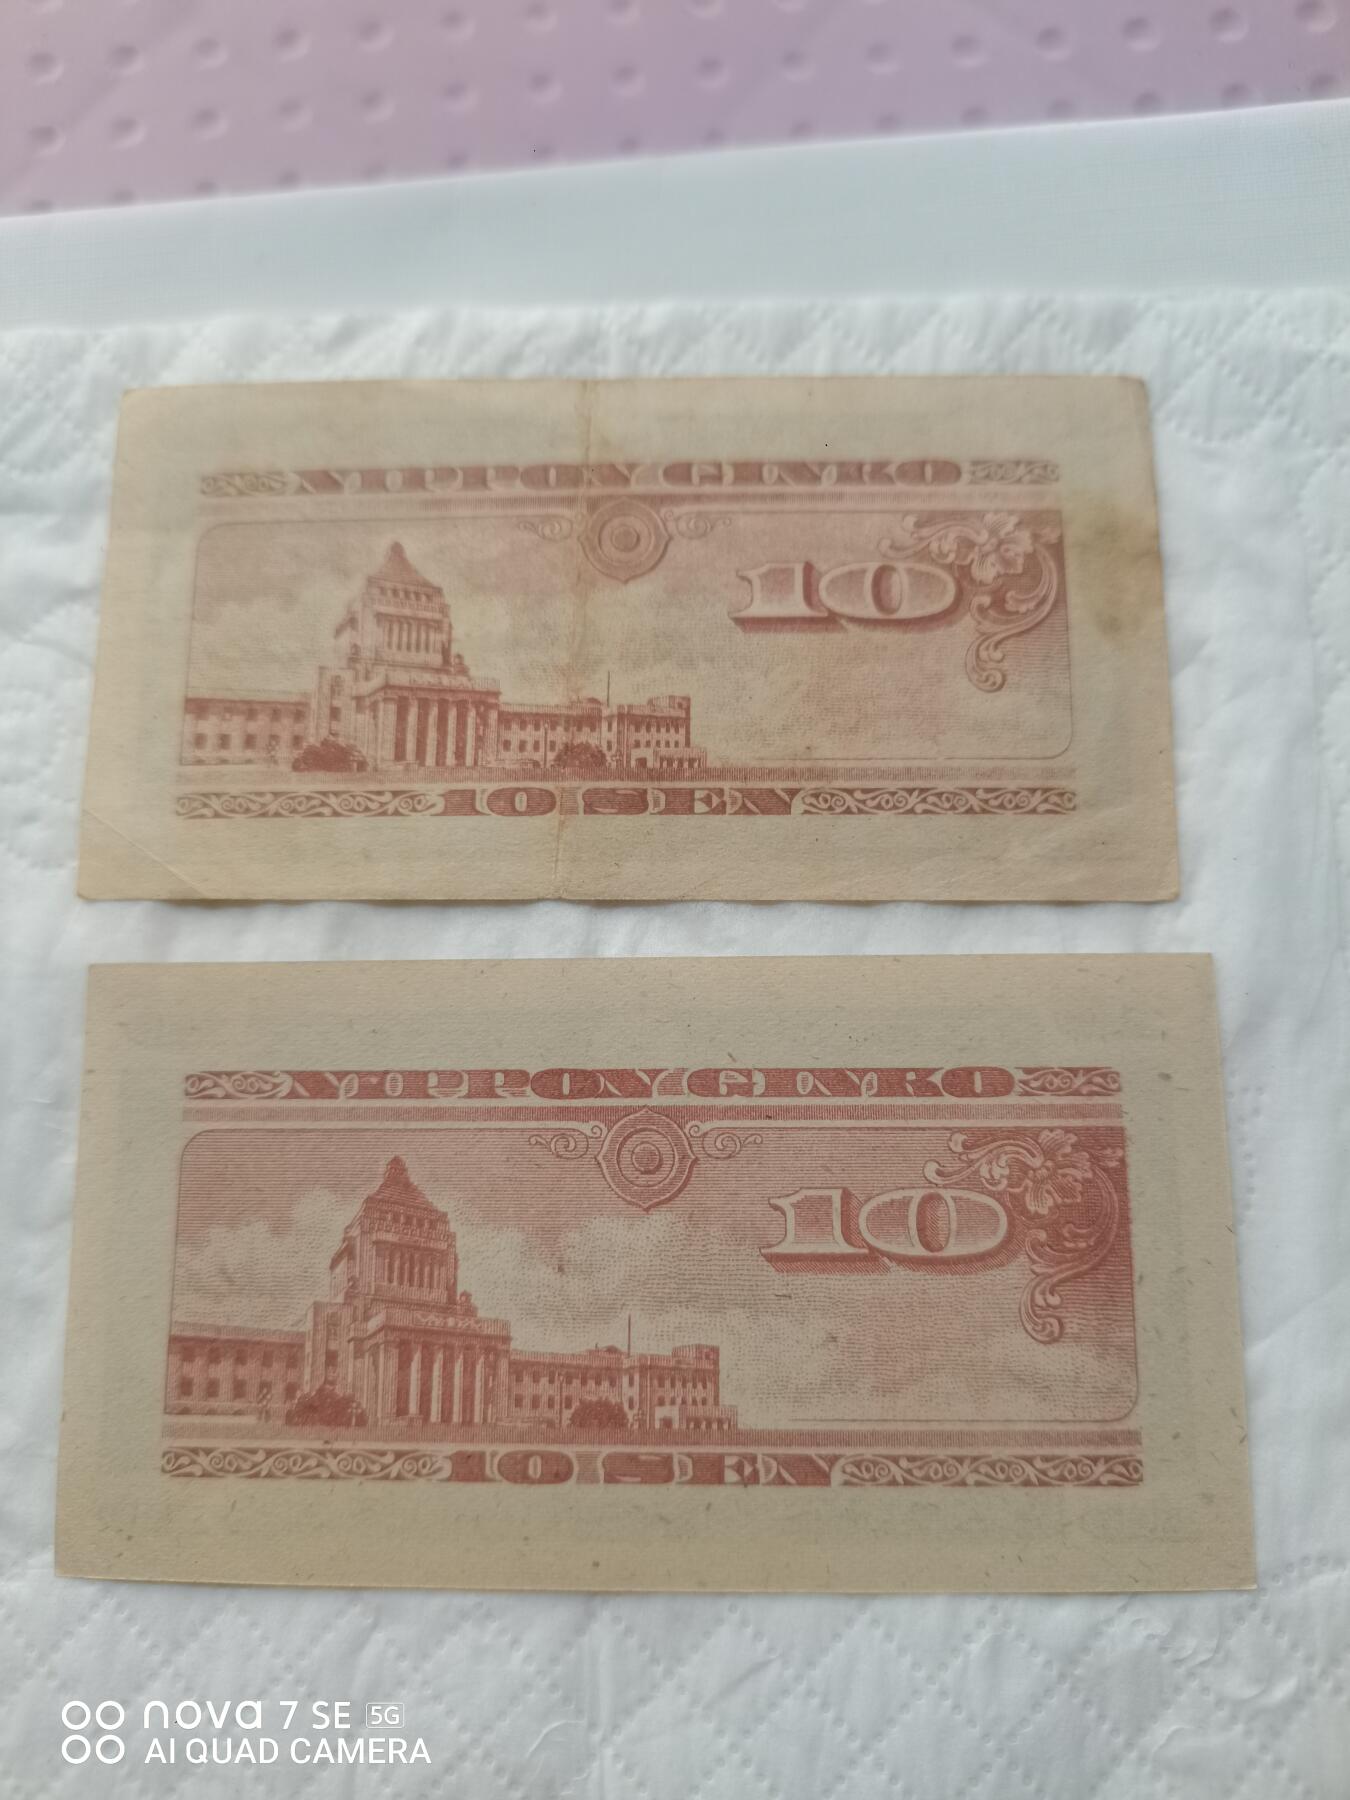 NIPPON GINKO
10
10 SEN
NIPPON GINKO
10
10 SEN
nova 7 SE 5G
AI QUAD CAMERA